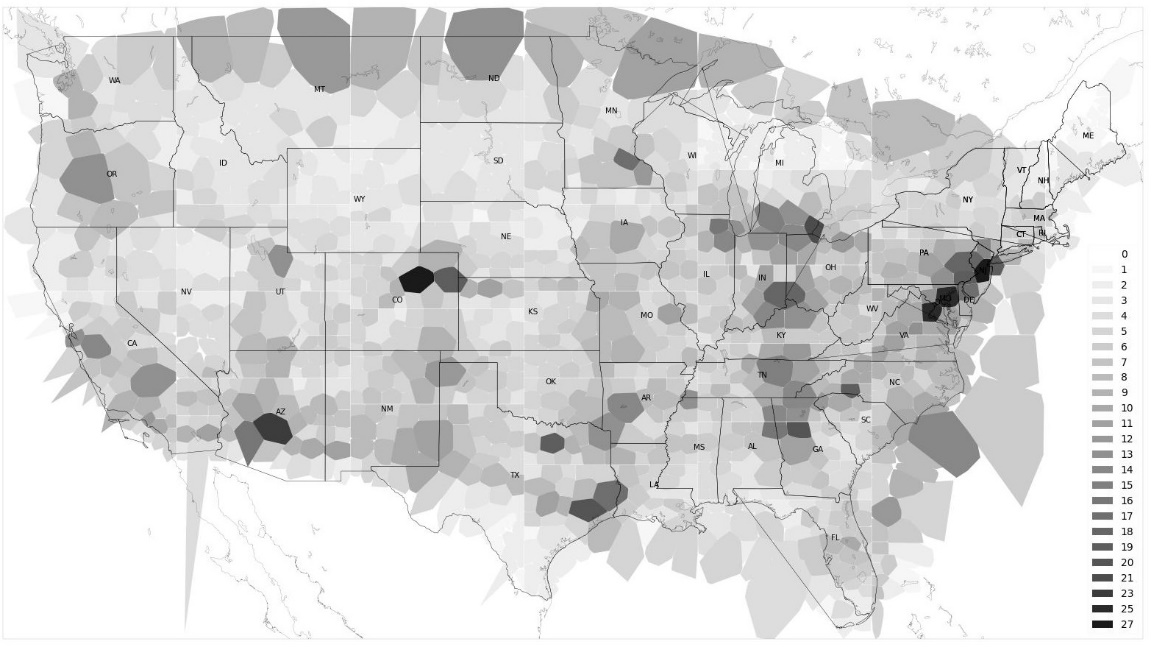 WA
MT
ND
MN
ME
OR
ID
SD
WI
MI
VT
NH
WY
NY
MA
CT
RI
IA
NE
PA
NV
UT
CO
IL
IN
OH
DE
KS
MO
WV
CA
KY
VA
TN
NC
OK
AR
AZ
NM
SC
MS
AL
GA
TX
LA
FL
0
1
2
3
4
5
6
7
8
9
10
11
12
13
14
15
16
17
18
19
20
21
23
25
27